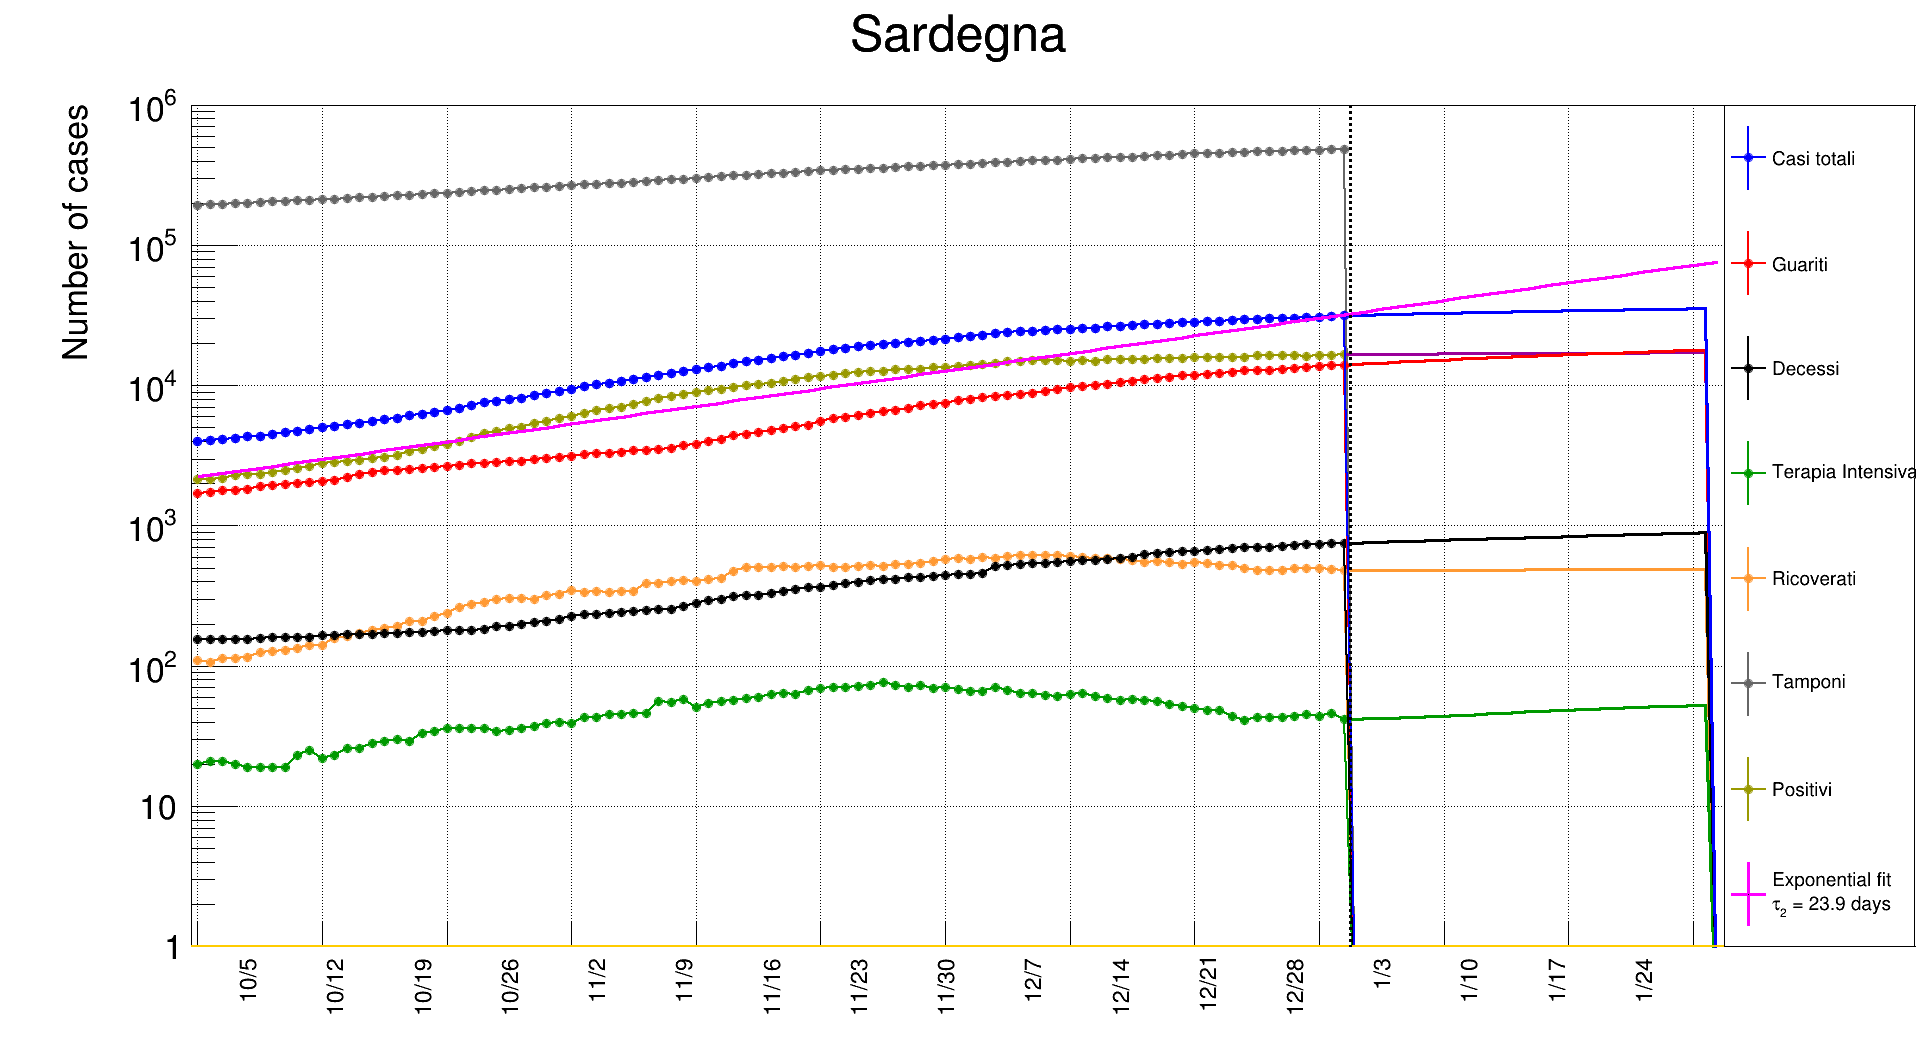 Sardegna
Number of cases
10^6
10^5
10^4
10^3
10^2
10
1
10/5
10/12
10/19
10/26
11/2
11/9
11/16
11/23
11/30
12/7
12/14
12/21
12/28
1/3
1/10
1/17
1/24
Casi totali
Guariti
Decessi
Terapia Intensiva
Ricoverati
Tamponi
Positivi
Exponential fit
τ_2 = 23.9 days